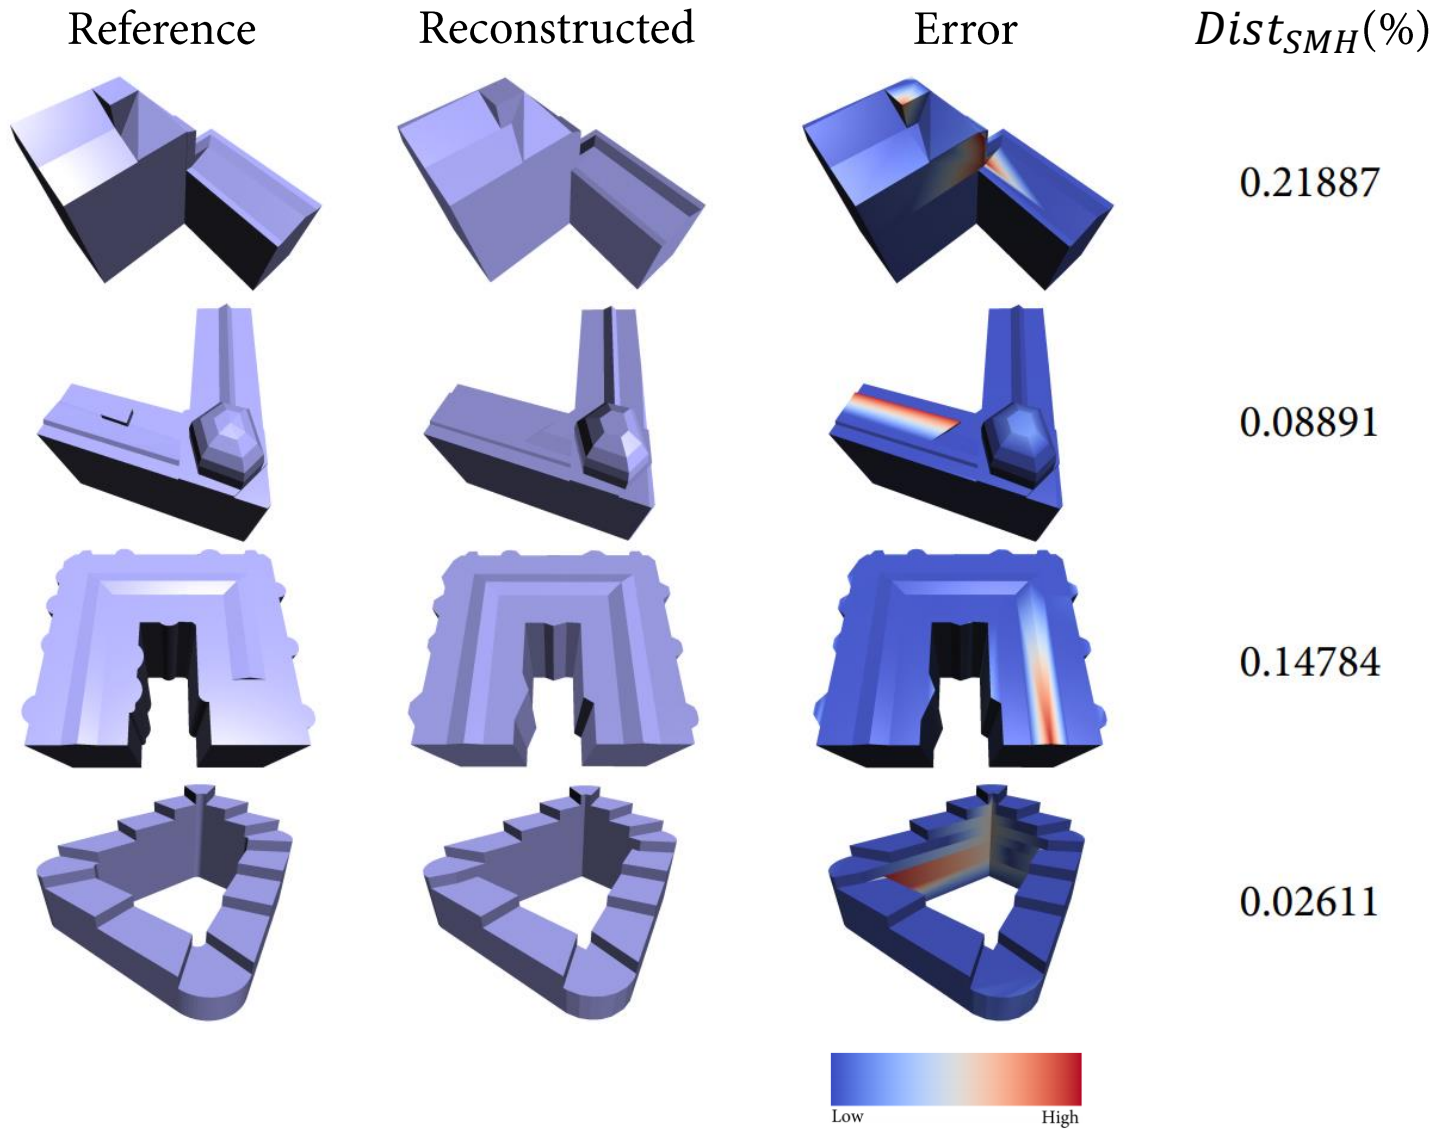 Reference Reconstructed Error Dist_SMH(%)
0.21887
0.08891
0.14784
0.02611
Low High